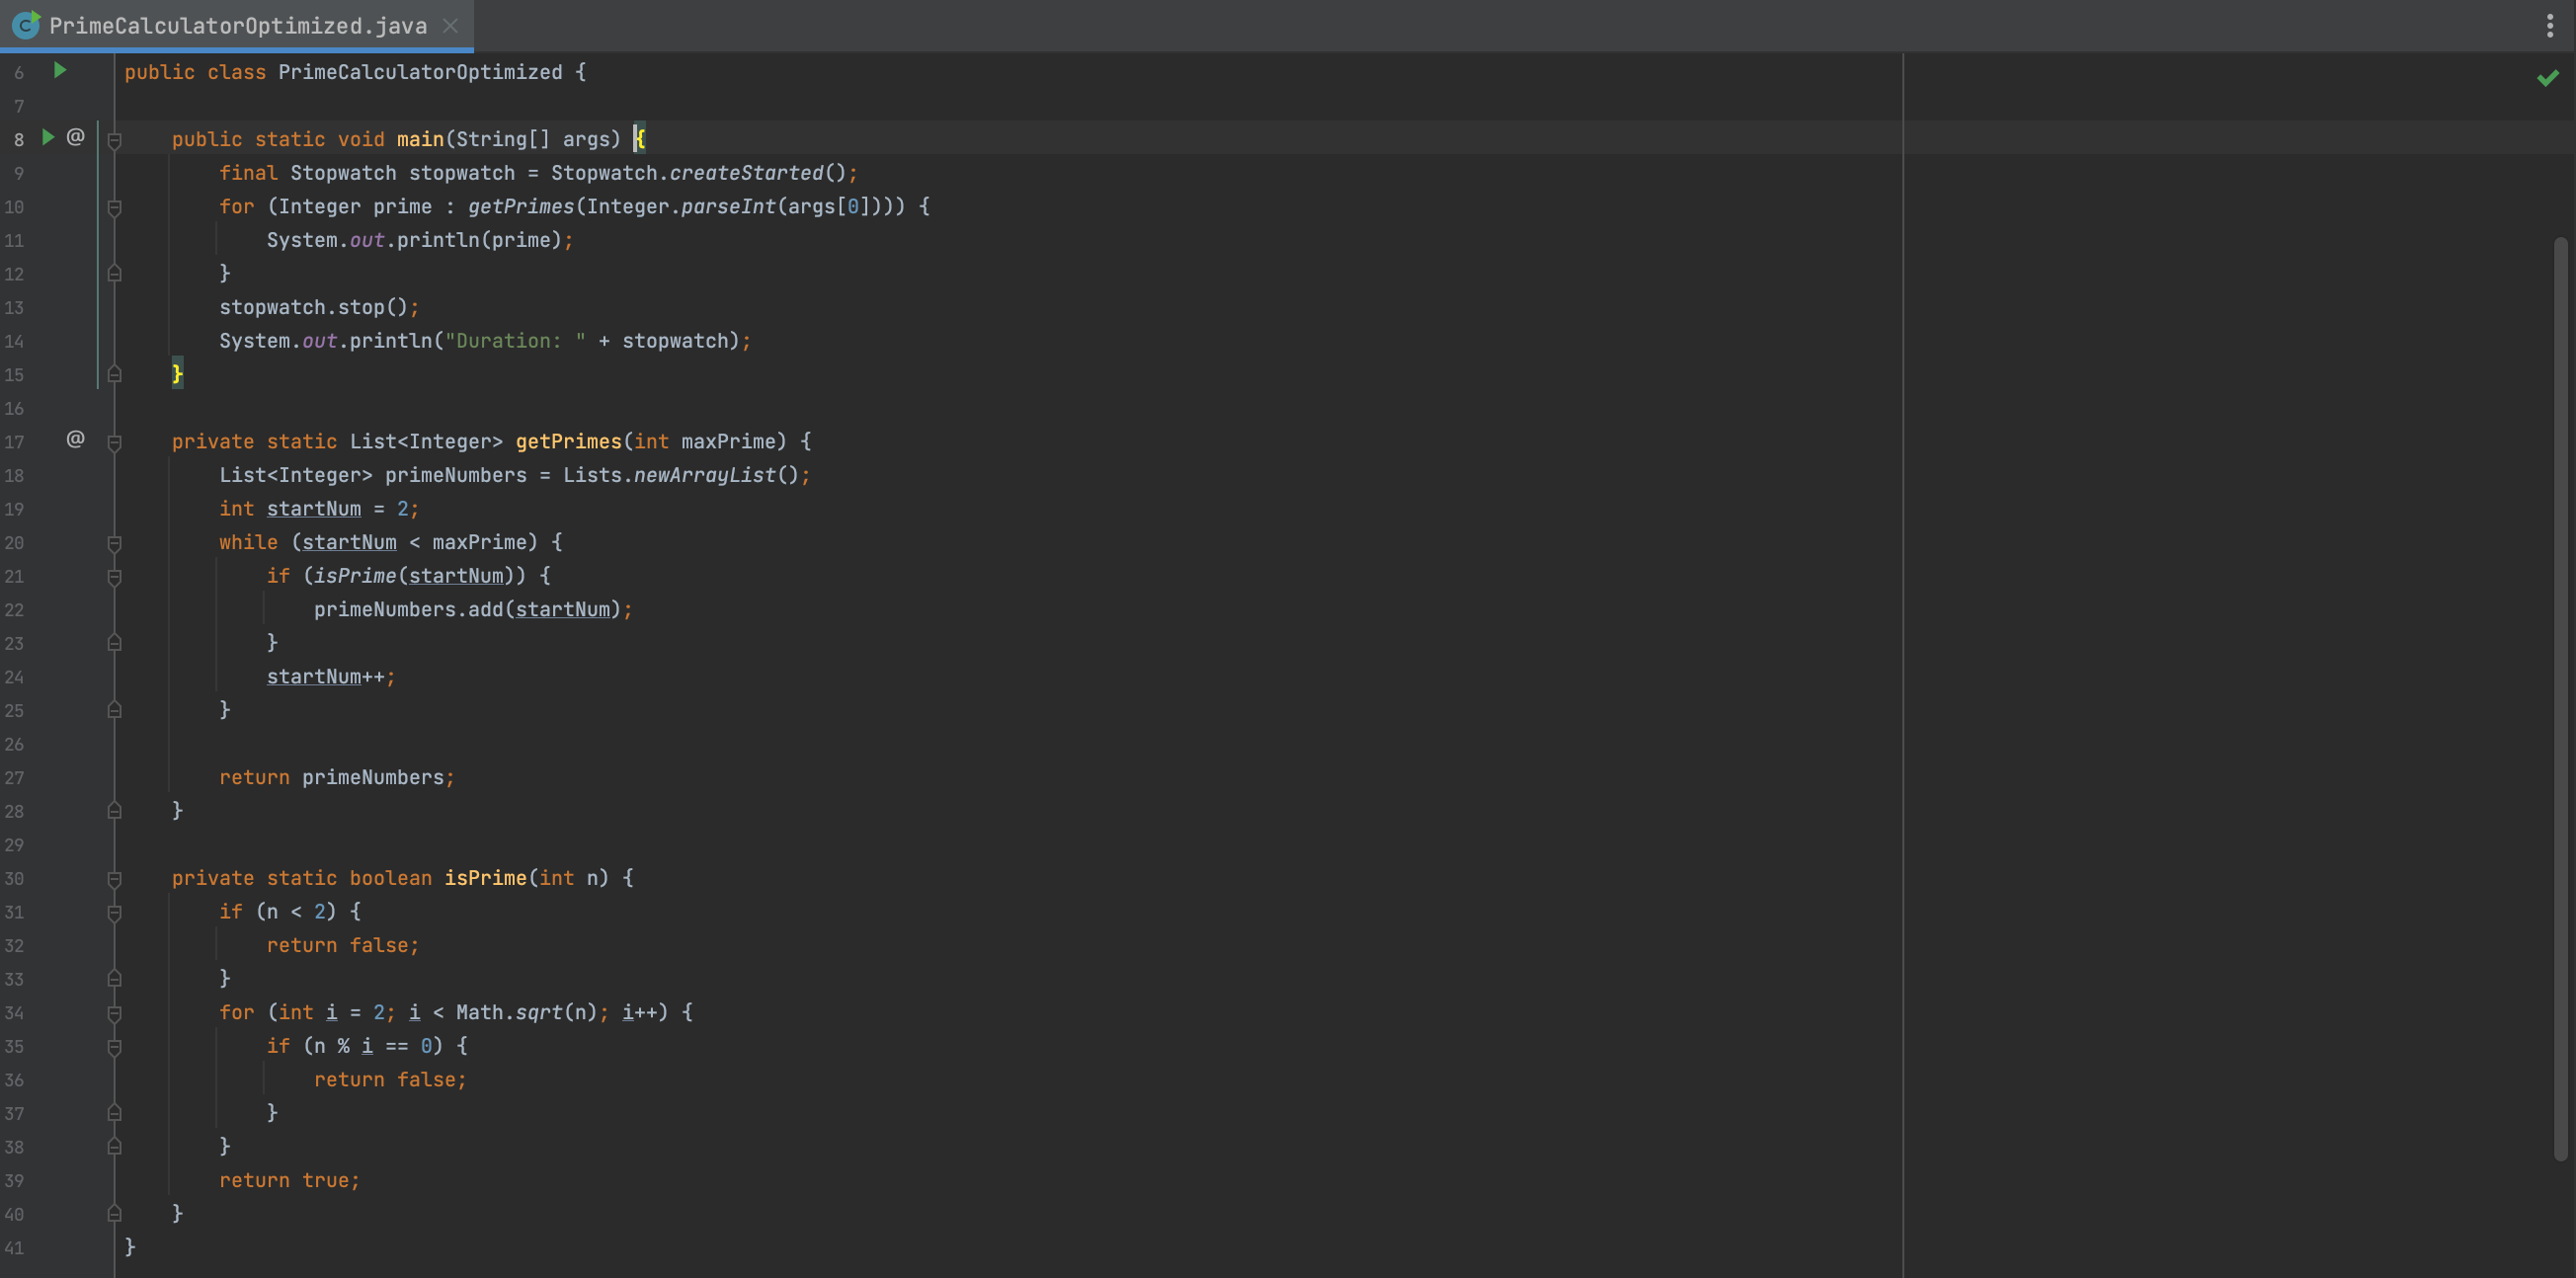 PrimeCalculatorOptimized.java
6 public class PrimeCalculatorOptimized {
7
8 @ public static void main(String[] args) {
9 final Stopwatch stopwatch = Stopwatch.createStarted();
10 for (Integer prime : getPrimes(Integer.parseInt(args[0]))) {
11 System.out.println(prime);
12 }
13 stopwatch.stop();
14 System.out.println("Duration: " + stopwatch);
15 }
16
17 @ private static List<Integer> getPrimes(int maxPrime) {
18 List<Integer> primeNumbers = Lists.newArrayList();
19 int startNum = 2;
20 while (startNum < maxPrime) {
21 if (isPrime(startNum)) {
22 primeNumbers.add(startNum);
23 }
24 startNum++;
25 }
26
27 return primeNumbers;
28 }
29
30 private static boolean isPrime(int n) {
31 if (n < 2) {
32 return false;
33 }
34 for (int i = 2; i < Math.sqrt(n); i++) {
35 if (n % i == 0) {
36 return false;
37 }
38 }
39 return true;
40 }
41 }